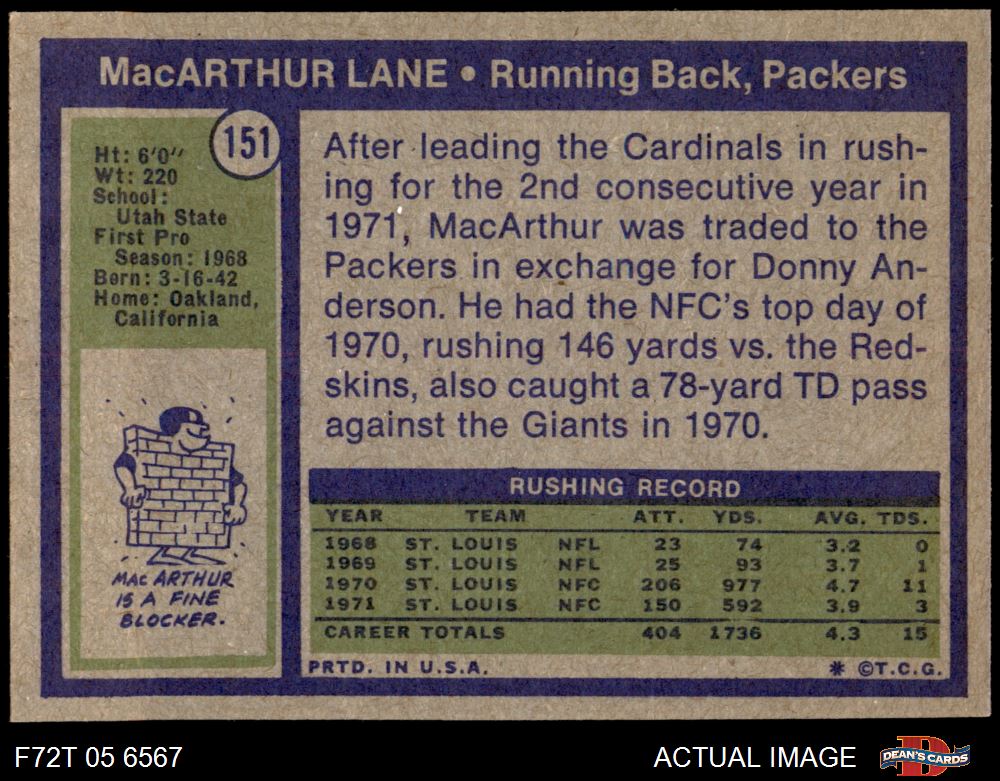 MacARTHUR LANE • Running Back, Packers
151
Ht: 6'0"
Wt: 220
School:
Utah State
First Pro
Season: 1968
Born: 3-16-42
Home: Oakland,
California
MAC ARTHUR
IS A FINE
BLOCKER.
After leading the Cardinals in rush-
ing for the 2nd consecutive year in
1971, MacArthur was traded to the
Packers in exchange for Donny An-
derson. He had the NFC's top day of
1970, rushing 146 yards vs. the Red-
skins, also caught a 78-yard TD pass
against the Giants in 1970.
RUSHING RECORD
YEAR TEAM ATT. YDS. AVG. TDS.
1968 ST. LOUIS NFL 23 74 3.2 0
1969 ST. LOUIS NFL 25 93 3.7 1
1970 ST. LOUIS NFC 206 977 4.7 11
1971 ST. LOUIS NFC 150 592 3.9 3
CAREER TOTALS 404 1736 4.3 15
PRTD. IN U.S.A. * ©T.C.G.
F72T 05 6567 ACTUAL IMAGE DEAN'S CARDS